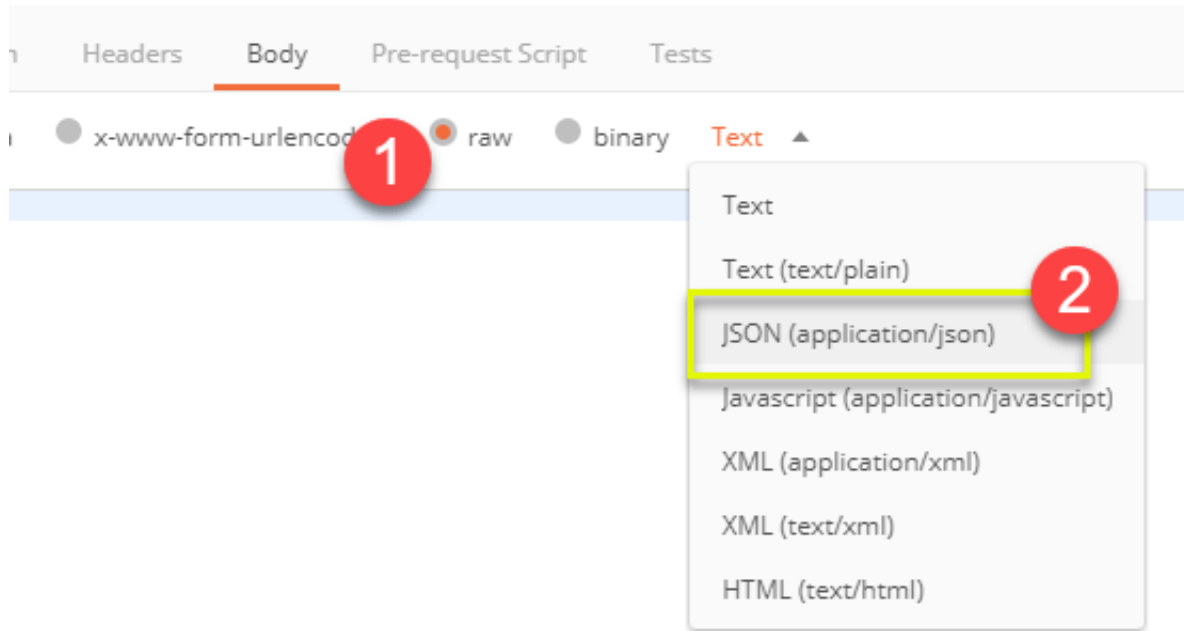 Headers Body Pre-request Script Tests
x-www-form-urlencod 1 raw binary Text
Text
Text (text/plain)
2
JSON (application/json)
Javascript (application/javascript)
XML (application/xml)
XML (text/xml)
HTML (text/html)